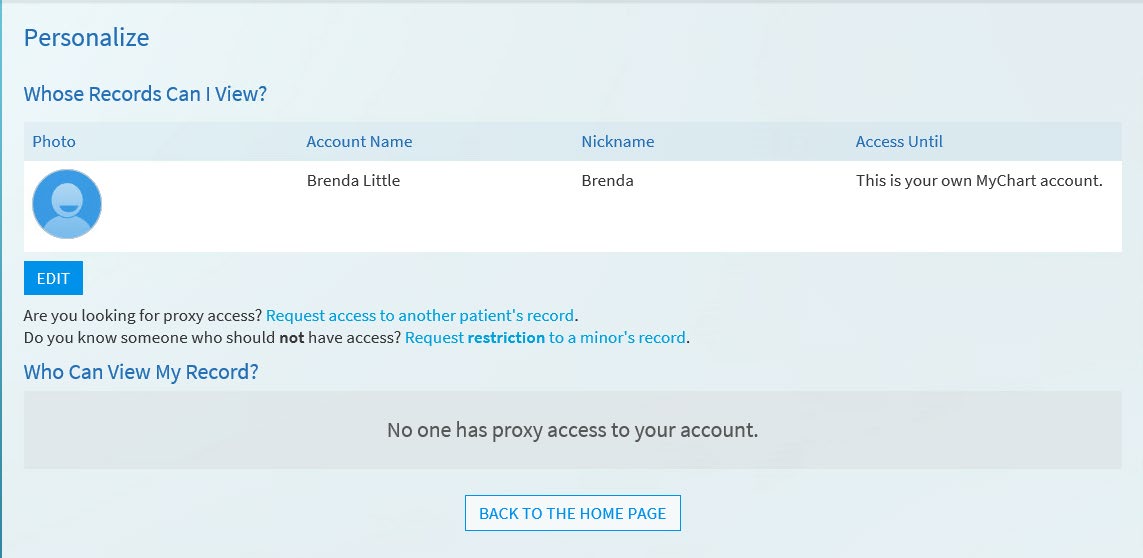 Personalize
Whose Records Can I View?
Photo Account Name Nickname Access Until
Brenda Little Brenda This is your own MyChart account.
EDIT
Are you looking for proxy access? Request access to another patient's record.
Do you know someone who should not have access? Request restriction to a minor's record.
Who Can View My Record?
No one has proxy access to your account.
BACK TO THE HOME PAGE